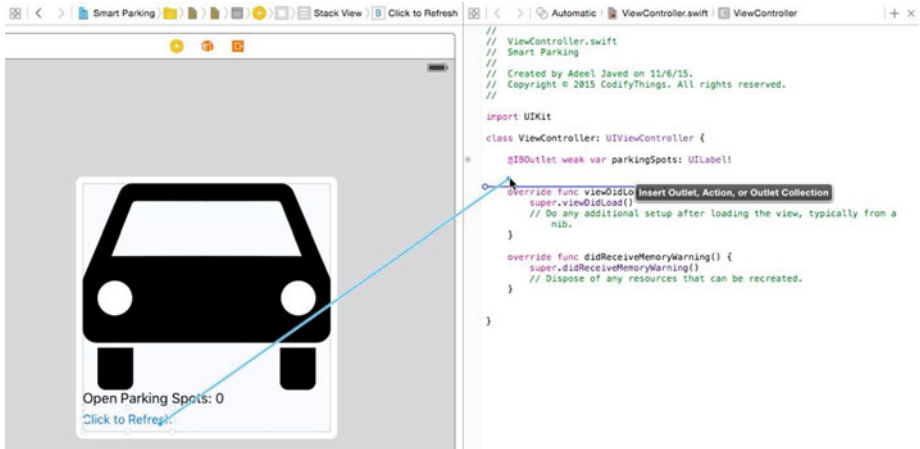 Smart Parking Stack View B Click to Refresh
Automatic ViewController.swift C ViewController
//
// ViewController.swift
// Smart Parking
//
// Created by Adeel Javed on 11/6/15.
// Copyright © 2015 CodifyThings. All rights reserved.
//
import UIKit
class ViewController: UIViewController {
@IBOutlet weak var parkingSpots: UILabel!
override func viewDidLo
Insert Outlet, Action, or Outlet Collection
super.viewDidLoad()
// Do any additional setup after loading the view, typically from a
nib.
}
override func didReceiveMemoryWarning() {
super.didReceiveMemoryWarning()
// Dispose of any resources that can be recreated.
}
}
Open Parking Spots: 0
Click to Refresh